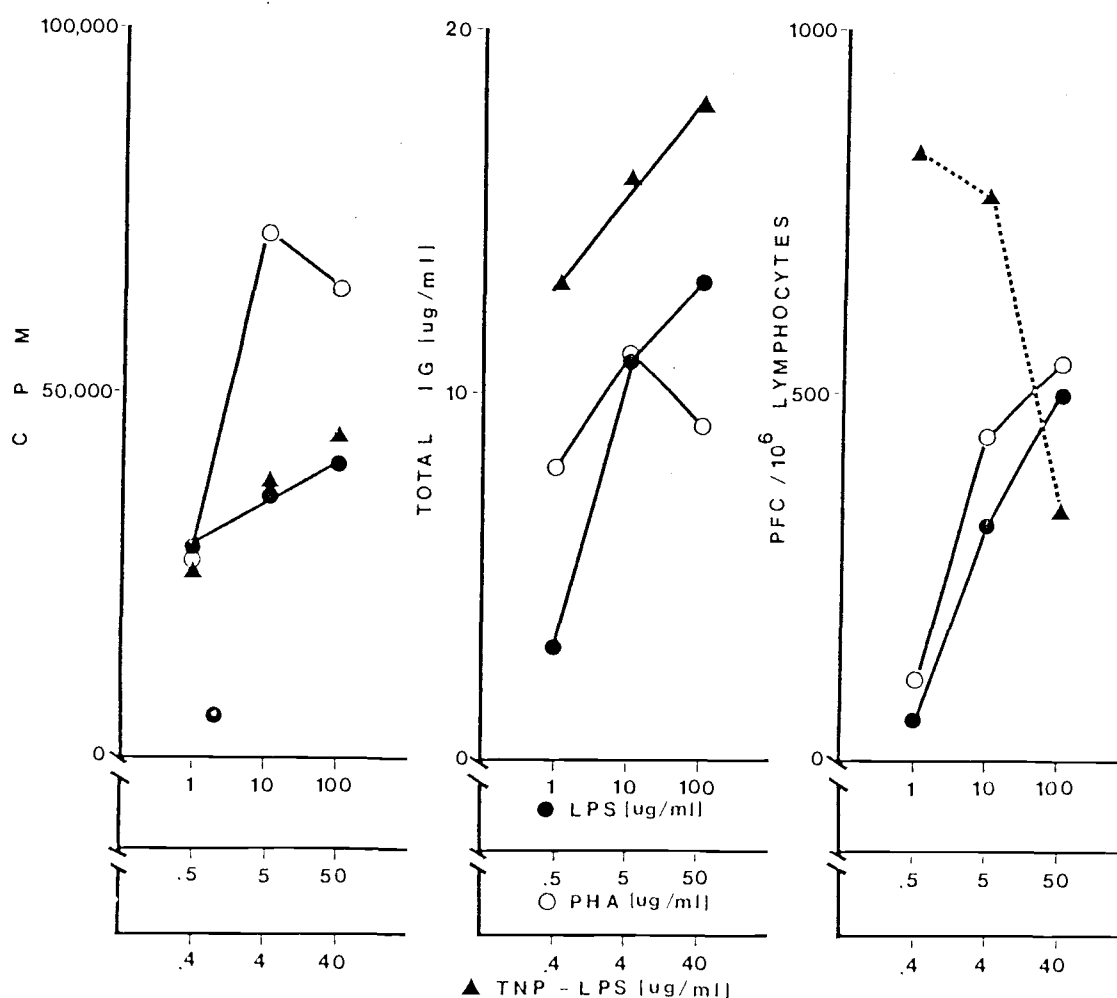 100,000
50,000
0
C P M
1 10 100
.5 5 50
.4 4 40
20
10
0
TOTAL IG [ug/ml]
1 10 100
● LPS [ug/ml]
.5 5 50
○ PHA [ug/ml]
.4 4 40
▲ TNP - LPS [ug/ml]
1000
500
0
PFC / 10⁶ LYMPHOCYTES
1 10 100
.5 5 50
.4 4 40